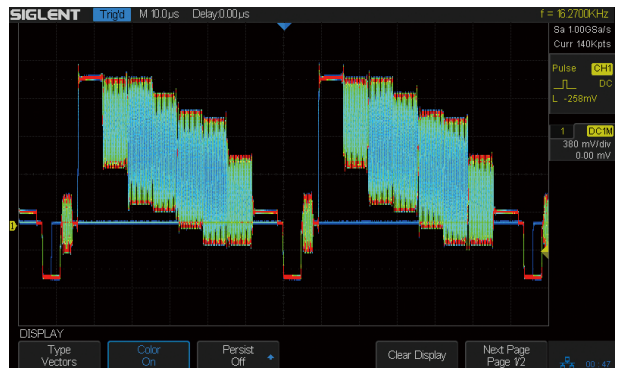 SIGLENT Trig'd M 10.0μs Delay:0.00μs f = 16.2700KHz
Sa 1.00GSa/s
Curr 140Kpts
Pulse CH1
DC
L -258mV
1 DC1M
380 mV/div
0.00 mV
1
DISPLAY
Type Color Persist Clear Display Next Page
Vectors On Off Page 1/2
00:47